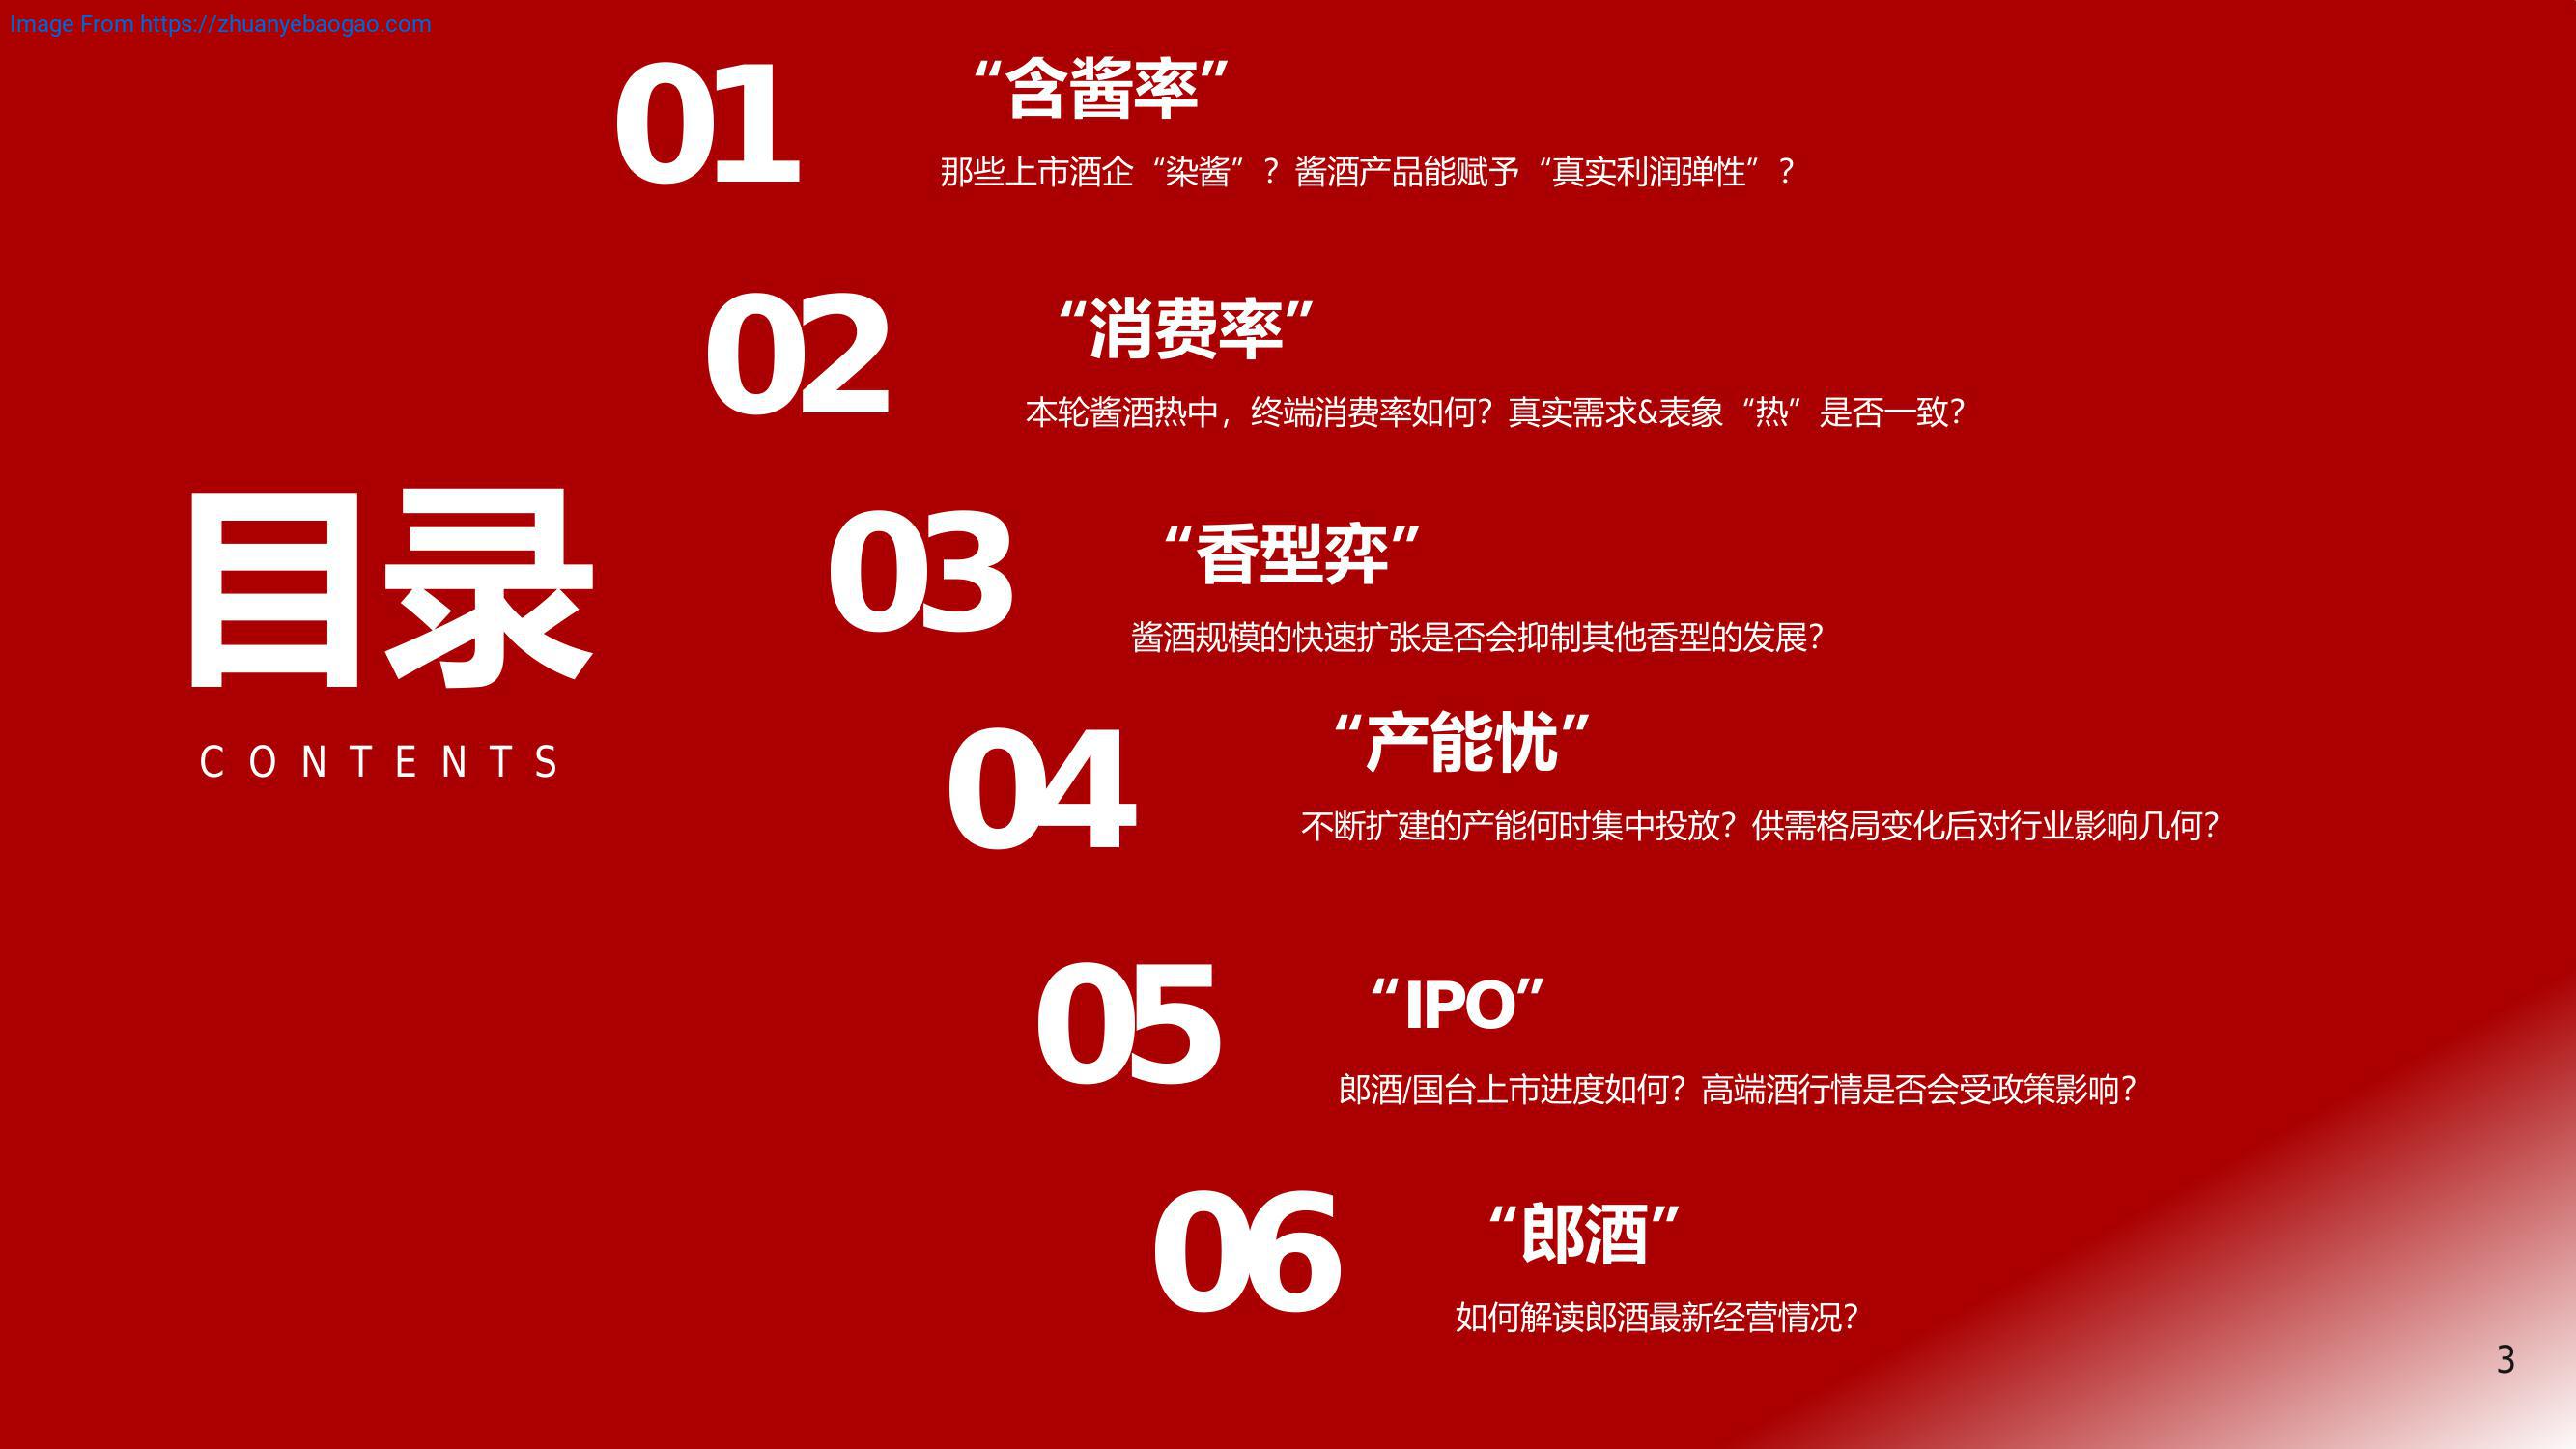 Image From https://zhuanyebaogao.com
01
“含酱率”
那些上市酒企“染酱”？酱酒产品能赋予“真实利润弹性”？
02
“消费率”
本轮酱酒热中，终端消费率如何？真实需求&表象“热”是否一致？
目录
CONTENTS
03
“香型弈”
酱酒规模的快速扩张是否会抑制其他香型的发展？
04
“产能忧”
不断扩建的产能何时集中投放？供需格局变化后对行业影响几何？
05
“IPO”
郎酒/国台上市进度如何？高端酒行情是否会受政策影响？
06
“郎酒”
如何解读郎酒最新经营情况？
3